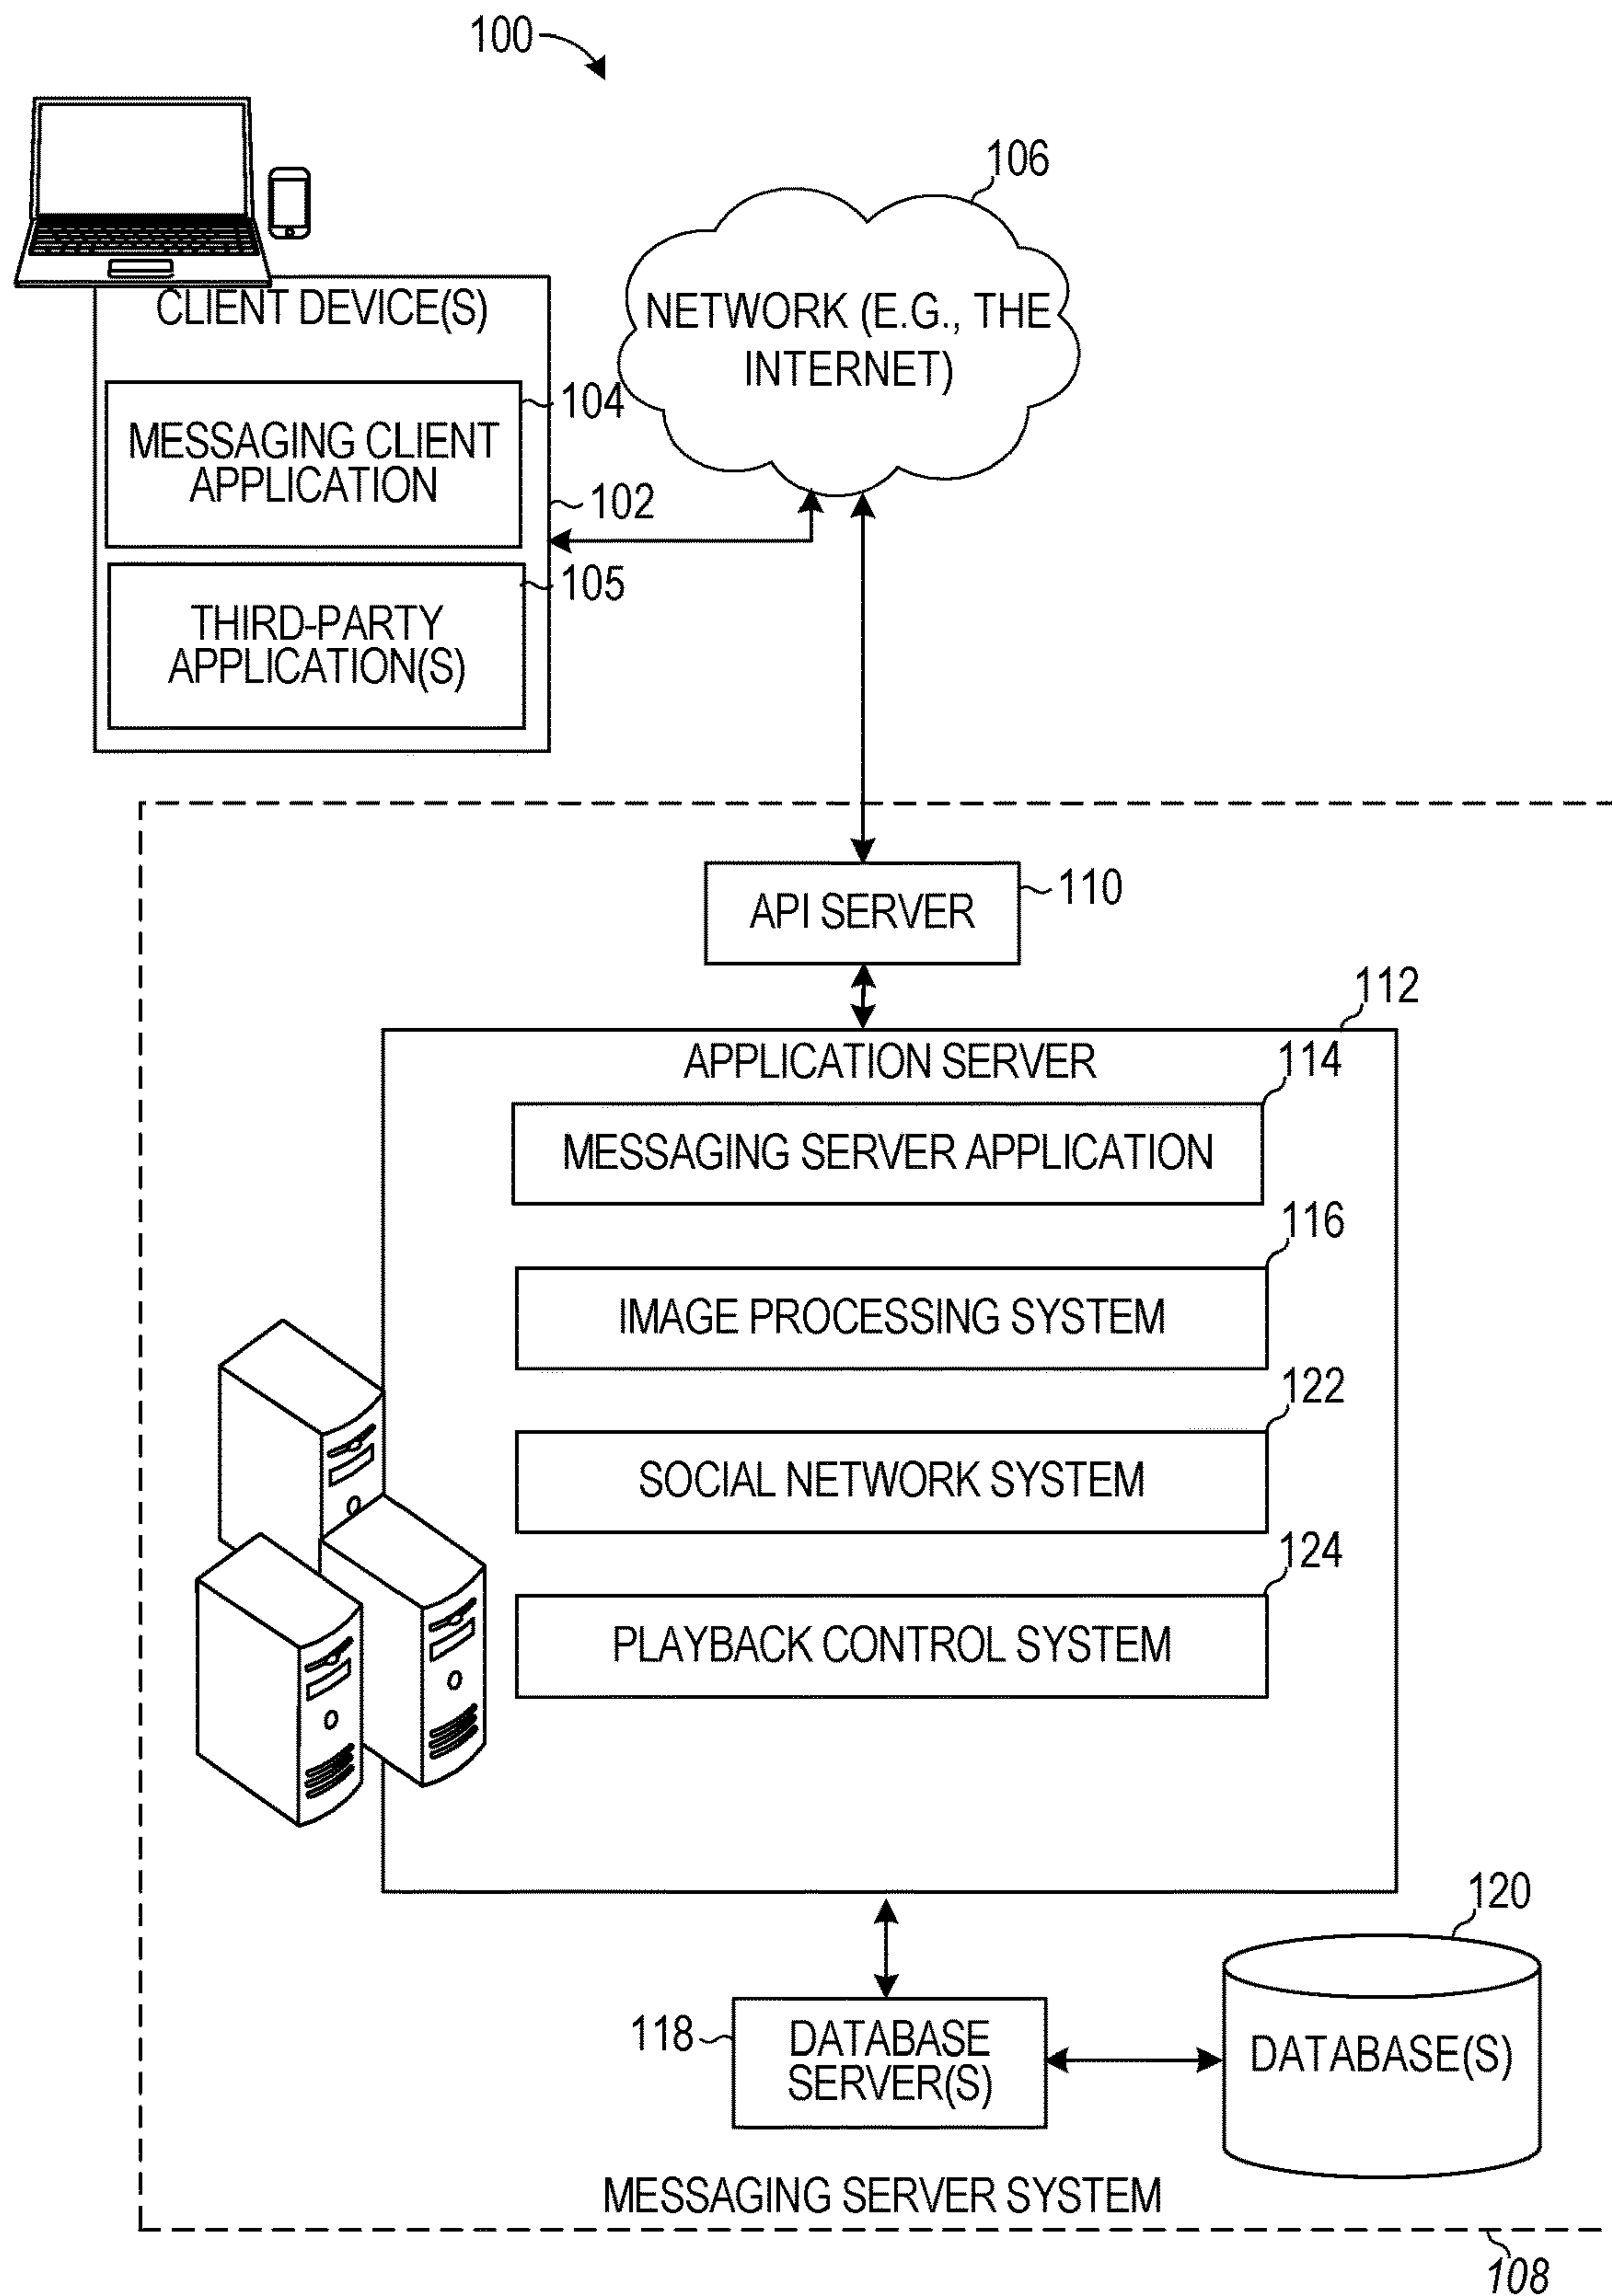 100
106
CLIENT DEVICE(S)
NETWORK (E.G., THE
INTERNET)
104
MESSAGING CLIENT
APPLICATION
102
105
THIRD-PARTY
APPLICATION(S)
API SERVER
110
112
APPLICATION SERVER
114
MESSAGING SERVER APPLICATION
116
IMAGE PROCESSING SYSTEM
122
SOCIAL NETWORK SYSTEM
124
PLAYBACK CONTROL SYSTEM
120
118
DATABASE
SERVER(S)
DATABASE(S)
MESSAGING SERVER SYSTEM
108